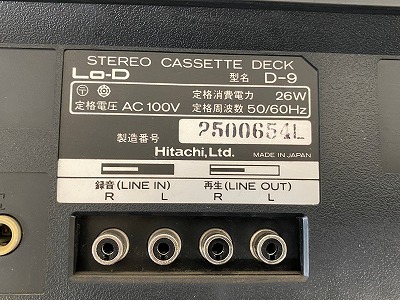 STEREO CASSETTE DECK
Lo-D 型名 D-9
定格消費電力 26W
定格電圧 AC 100V 定格周波数 50/60Hz
製造番号 2500654L
Hitachi, Ltd. MADE IN JAPAN
録音(LINE IN) 再生(LINE OUT)
R L R L